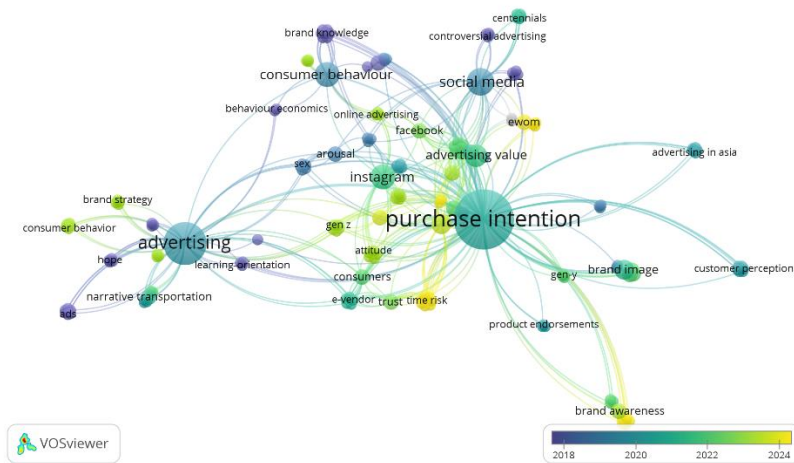 centennials
brand knowledge
controversial advertising
consumer behaviour
social media
behaviour economics
online advertising
facebook
ewom
arousal
advertising value
advertising in asia
sex
instagram
brand strategy
purchase intention
consumer behavior
gen z
advertising
attitude
hope
learning orientation
consumers
gen-y
brand image
customer perception
narrative transportation
e-vendor
trust
time risk
ads
product endorsements
brand awareness
VOSviewer
2018
2020
2022
2024